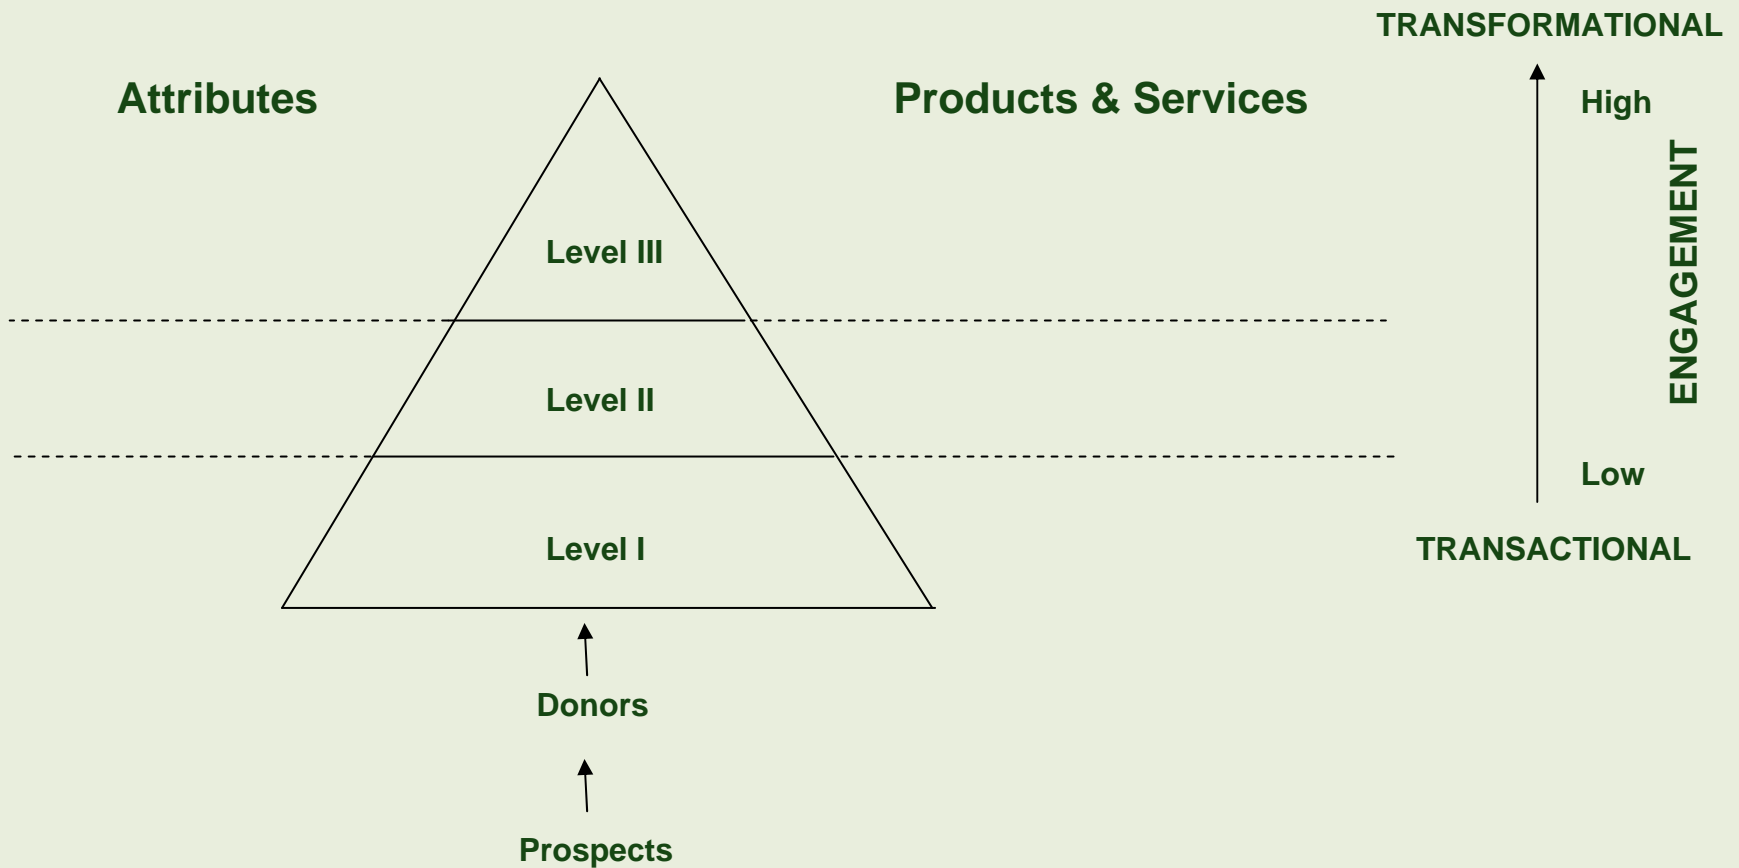 TRANSFORMATIONAL
Attributes
Products & Services
High
ENGAGEMENT
Level III
Level II
Low
Level I
TRANSACTIONAL
Donors
Prospects